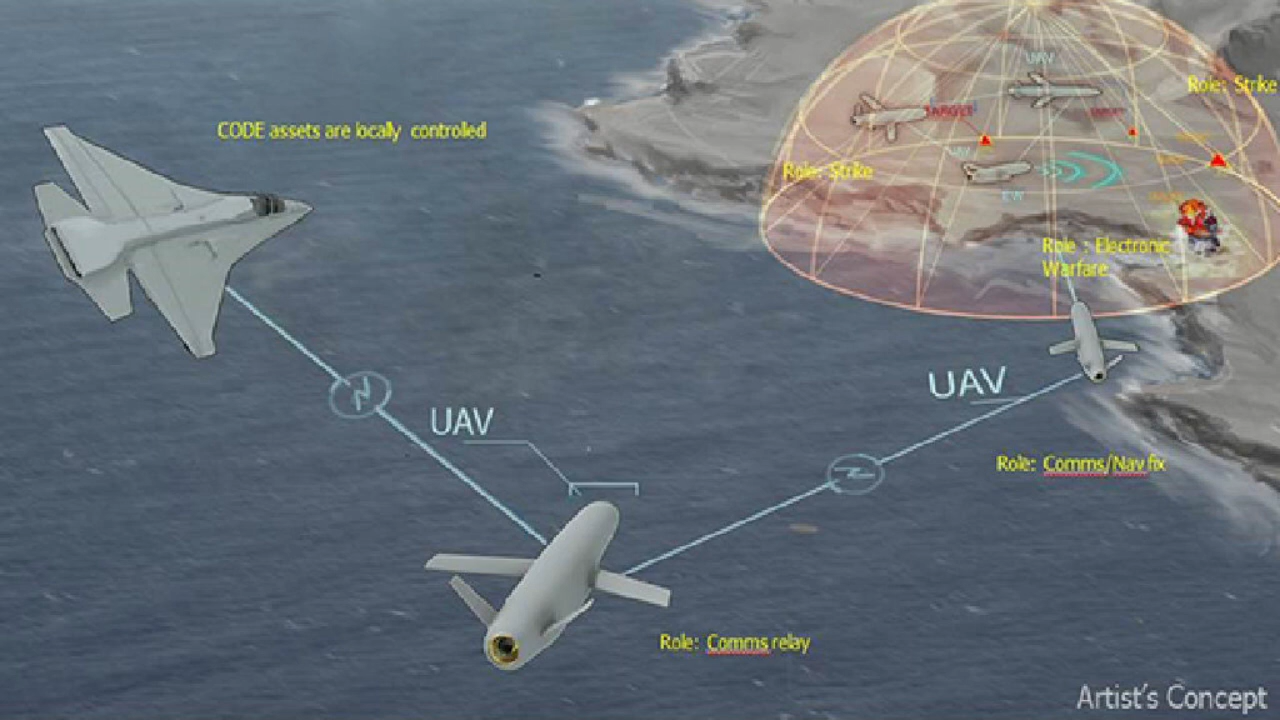 CODE assets are locally controlled
UAV
Role: Strike
TARGET
UAV
Role: Strike
EW
Role : Electronic
Warfare
UAV
UAV
Role: Comms/Nav fix
Role: Comms relay
Artist's Concept